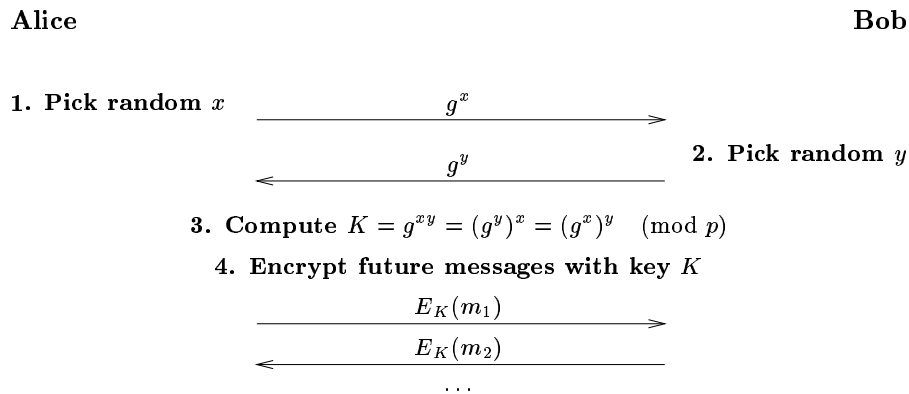 Alice Bob
1. Pick random x
g^x
2. Pick random y
g^y
3. Compute K = g^{xy} = (g^y)^x = (g^x)^y (mod p)
4. Encrypt future messages with key K
E_K(m_1)
E_K(m_2)
...